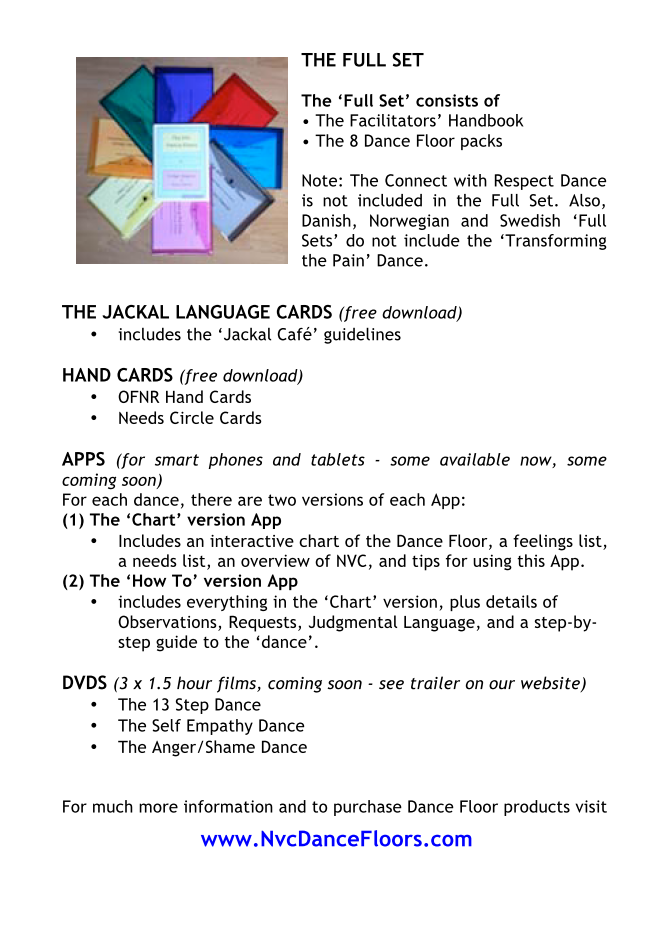 THE FULL SET
The ‘Full Set’ consists of
• The Facilitators’ Handbook
• The 8 Dance Floor packs
Note: The Connect with Respect Dance
is not included in the Full Set. Also,
Danish, Norwegian and Swedish ‘Full
Sets’ do not include the ‘Transforming
the Pain’ Dance.
THE JACKAL LANGUAGE CARDS (free download)
• includes the ‘Jackal Café’ guidelines
HAND CARDS (free download)
• OFNR Hand Cards
• Needs Circle Cards
APPS (for smart phones and tablets - some available now, some
coming soon)
For each dance, there are two versions of each App:
(1) The ‘Chart’ version App
• Includes an interactive chart of the Dance Floor, a feelings list,
a needs list, an overview of NVC, and tips for using this App.
(2) The ‘How To’ version App
• includes everything in the ‘Chart’ version, plus details of
Observations, Requests, Judgmental Language, and a step-by-
step guide to the ‘dance’.
DVDS (3 x 1.5 hour films, coming soon - see trailer on our website)
• The 13 Step Dance
• The Self Empathy Dance
• The Anger/Shame Dance
For much more information and to purchase Dance Floor products visit
www.NvcDanceFloors.com